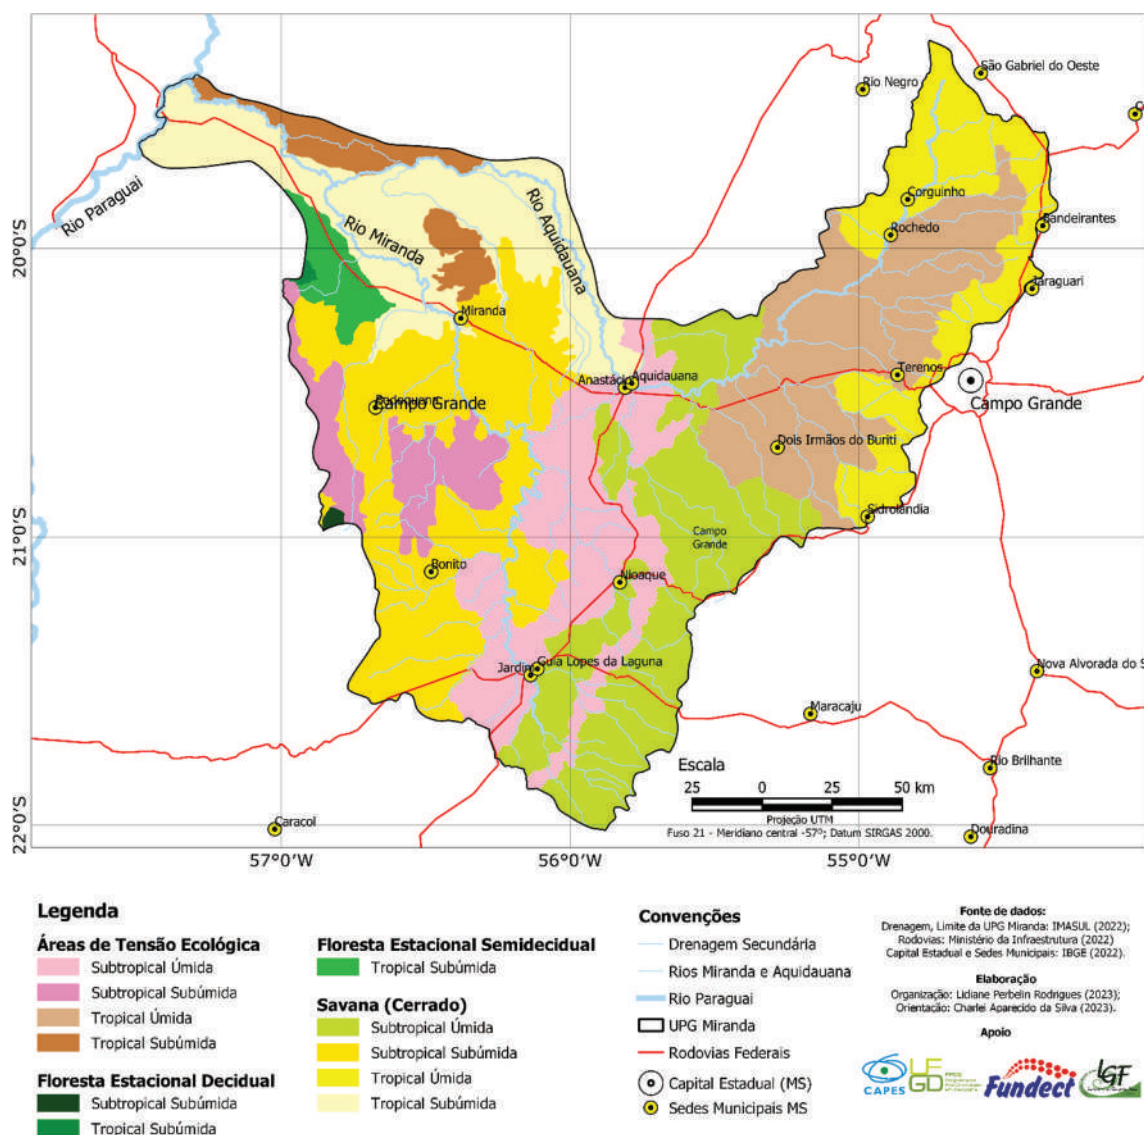 São Gabriel do Oeste
Rio Negro
Rio Paraguai
Corguinho
Rio Aquidauana
Rio Miranda
Rochedo
Bandeirantes
20°0'S
Jaraguari
Miranda
Terenos
Anastácio
Aquidauana
Campo Grande
Campo Grande
Dois Irmãos do Buriti
Sidrolandia
21°0'S
Campo
Grande
Bonito
Nioaque
Guia Lopes da Laguna
Jardim
Nova Alvorada do S
Maracaju
Rio Brilhante
Escala
25 0 25 50 km
Projeção UTM
Fuso 21 - Meridiano central -57º; Datum SIRGAS 2000.
Caracol
Douradina
22°0'S
57°0'W 56°0'W 55°0'W
Legenda
Áreas de Tensão Ecológica
Subtropical Úmida
Subtropical Subúmida
Tropical Úmida
Tropical Subúmida
Floresta Estacional Decidual
Subtropical Subúmida
Tropical Subúmida
Floresta Estacional Semidecidual
Tropical Subúmida
Savana (Cerrado)
Subtropical Úmida
Subtropical Subúmida
Tropical Úmida
Tropical Subúmida
Convenções
Drenagem Secundária
Rios Miranda e Aquidauana
Rio Paraguai
UPG Miranda
Rodovias Federais
Capital Estadual (MS)
Sedes Municipais MS
Fonte de dados:
Drenagem, Limite da UPG Miranda: IMASUL (2022);
Rodovias: Ministério da Infraestrutura (2022)
Capital Estadual e Sedes Municipais: IBGE (2022).
Elaboração
Organização: Lidiane Perbelin Rodrigues (2023);
Orientação: Charlei Aparecido da Silva (2023).
Apoio
CAPES
UFGD
Fundect
LGF